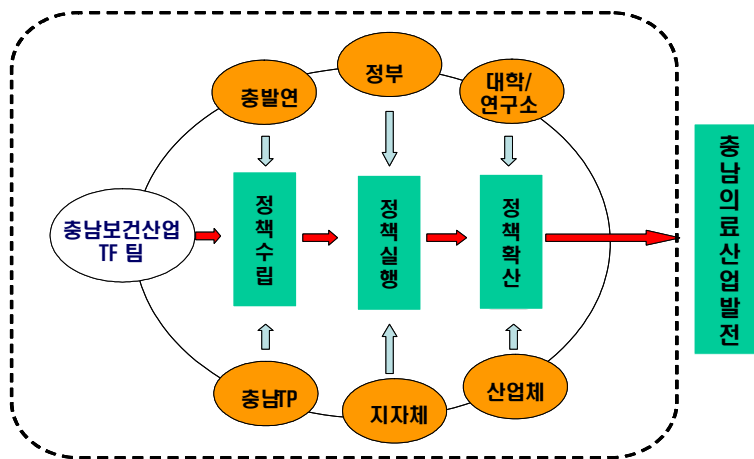 정부
충발연
대학/
연구소
충남보건산업
TF 팀
정책수립
정책실행
정책확산
충남의료산업발전
충남TP
지자체
산업체